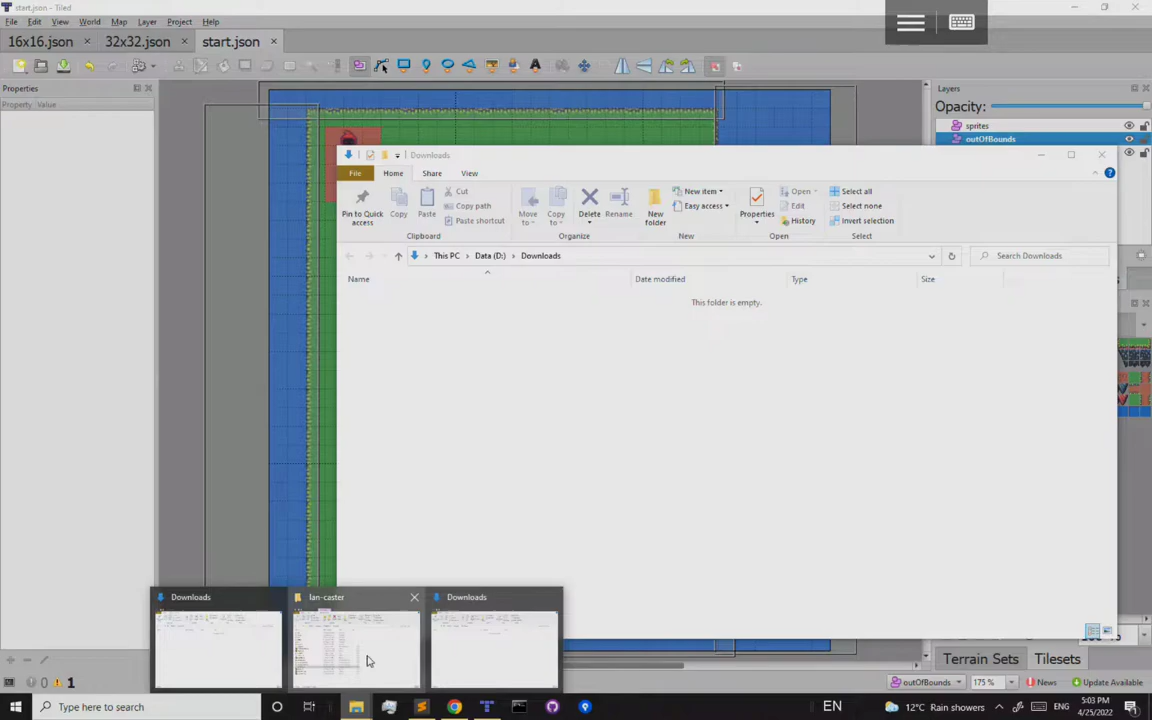 start.json - Tiled
File Edit View World Map Layer Project Help
16x16.json
32x32.json
start.json
Properties
Property Value
Layers
Opacity:
sprites
outOfBounds
Downloads
File Home Share View
Pin to Quick access
Copy
Paste
Cut
Copy path
Paste shortcut
Clipboard
Move to
Copy to
Delete
Rename
Organize
New folder
New item
Easy access
New
Properties
Open
Edit
History
Open
Select all
Select none
Invert selection
Select
This PC > Data (D:) > Downloads
Search Downloads
Name Date modified Type Size
This folder is empty.
Downloads
lan-caster
Downloads
Terrain Sets
Tilesets
0 1
outOfBounds
175 %
News
Update Available
Type here to search
EN
12°C Rain showers
ENG
5:03 PM
4/25/2022